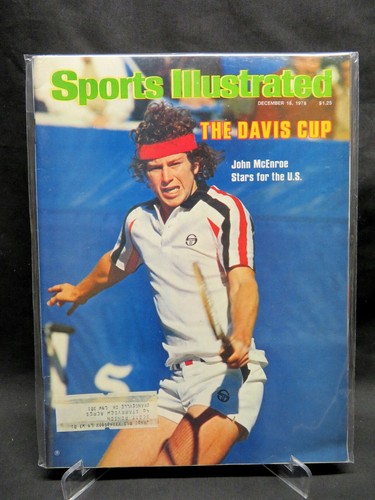 Sports Illustrated
DECEMBER 18, 1978 $1.25
THE DAVIS CUP
John McEnroe
Stars for the U.S.